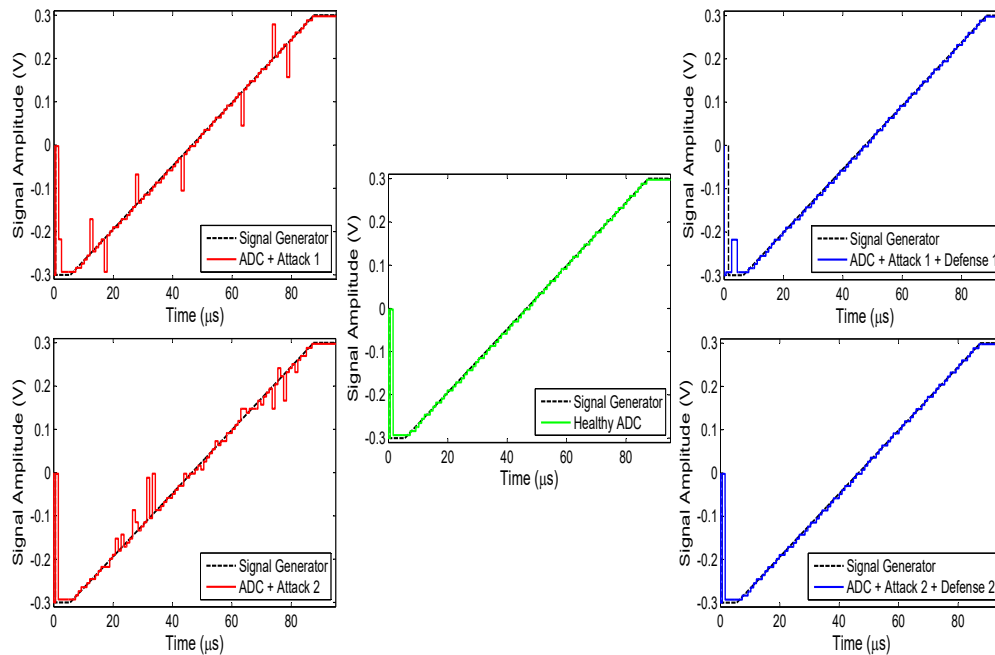 Signal Amplitude (V)
0.3
0.2
0.1
0
-0.1
-0.2
-0.3
0 20 40 60 80
Time (μs)
Signal Generator
ADC + Attack 1
Signal Amplitude (V)
0.3
0.2
0.1
0
-0.1
-0.2
-0.3
0 20 40 60 80
Time (μs)
Signal Generator
ADC + Attack 2
Signal Amplitude (V)
0.3
0.2
0.1
0
-0.1
-0.2
-0.3
0 20 40 60 80
Time (μs)
Signal Generator
Healthy ADC
Signal Amplitude (V)
0.3
0.2
0.1
0
-0.1
-0.2
-0.3
0 20 40 60 80
Time (μs)
Signal Generator
ADC + Attack 1 + Defense 1
Signal Amplitude (V)
0.3
0.2
0.1
0
-0.1
-0.2
-0.3
0 20 40 60 80
Time (μs)
Signal Generator
ADC + Attack 2 + Defense 2